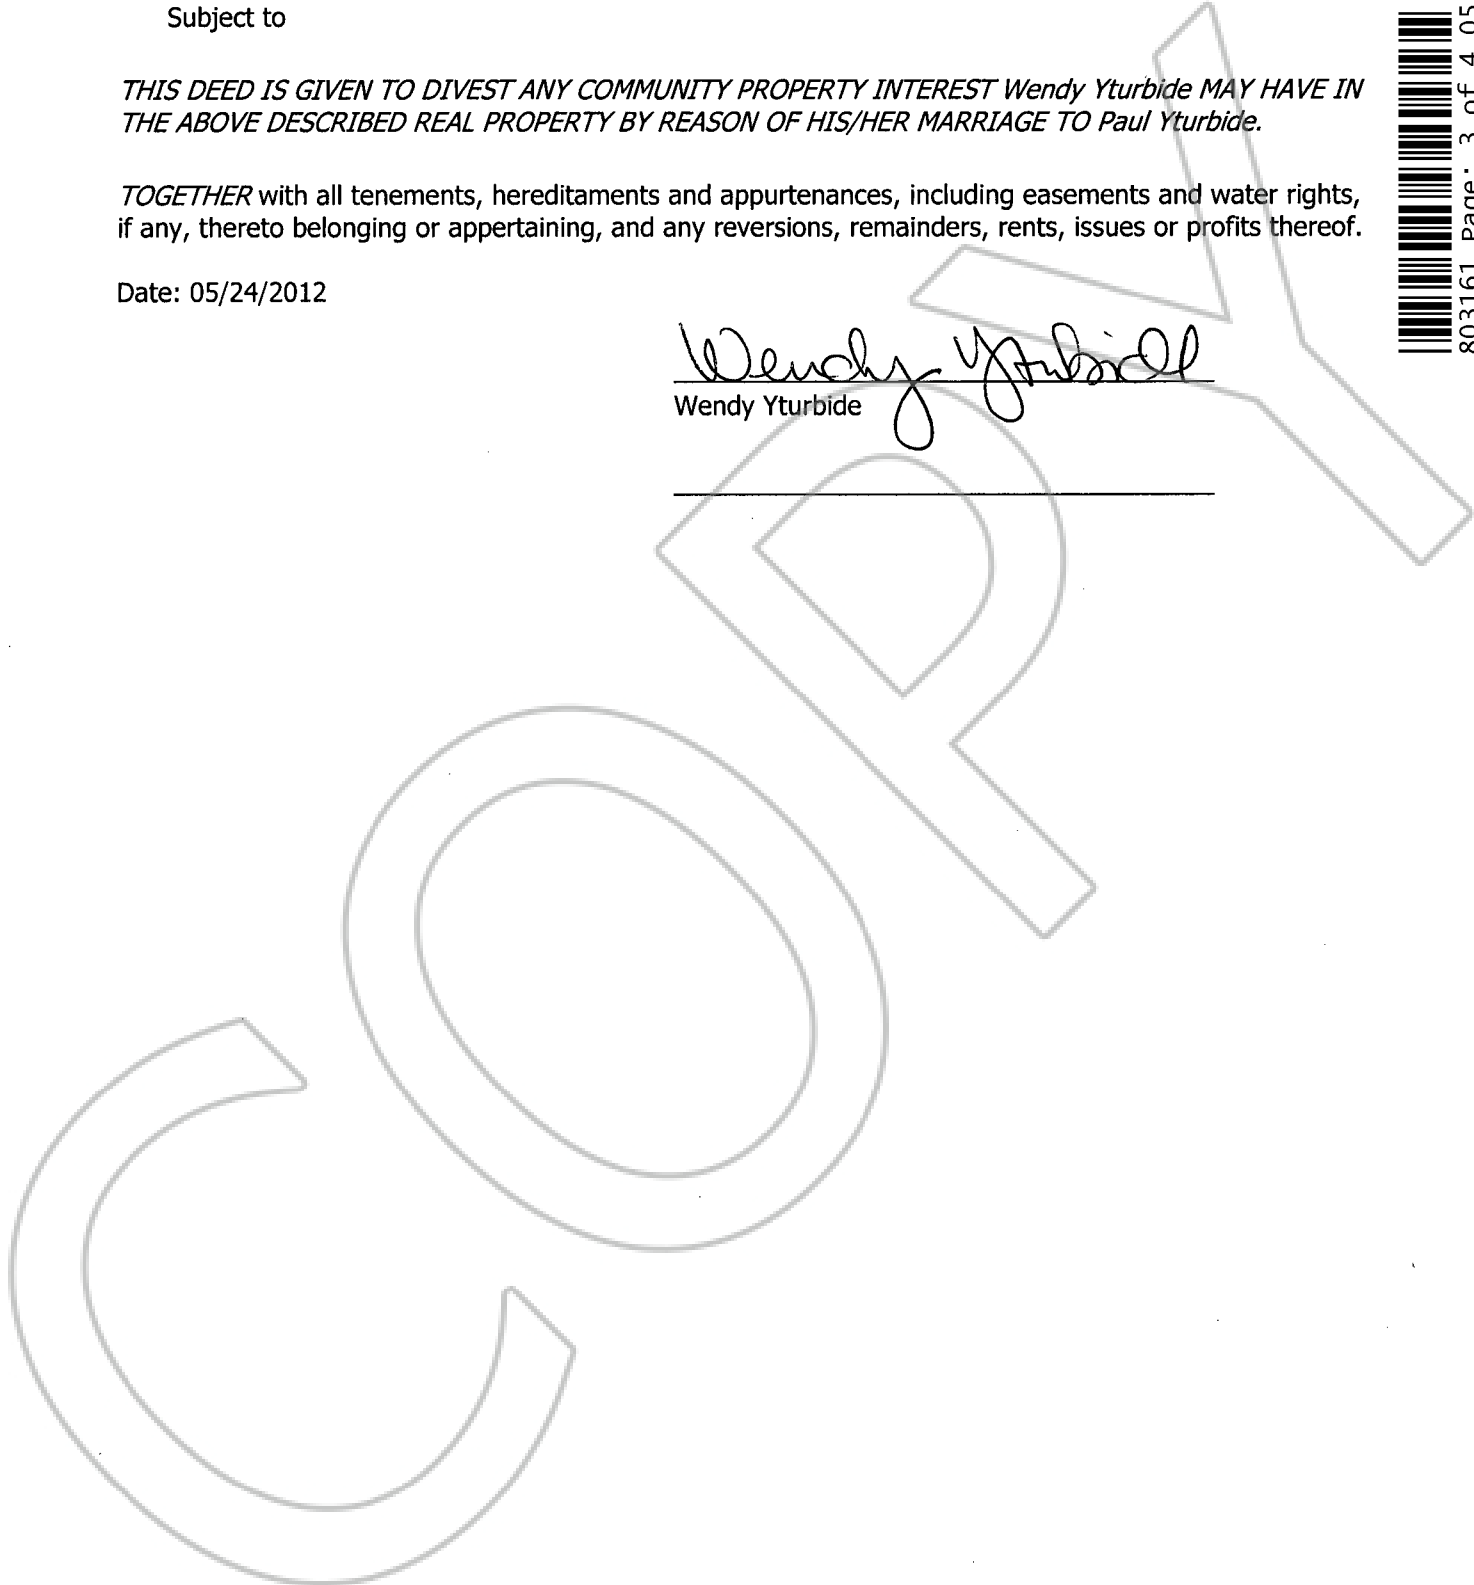 Subject to
THIS DEED IS GIVEN TO DIVEST ANY COMMUNITY PROPERTY INTEREST Wendy Yturbide MAY HAVE IN
THE ABOVE DESCRIBED REAL PROPERTY BY REASON OF HIS/HER MARRIAGE TO Paul Yturbide.
TOGETHER with all tenements, hereditaments and appurtenances, including easements and water rights,
if any, thereto belonging or appertaining, and any reversions, remainders, rents, issues or profits thereof.
Date: 05/24/2012
Wendy Yturbide
Wendy Yturbide
COPY
803161 Page: 3 of 4 05